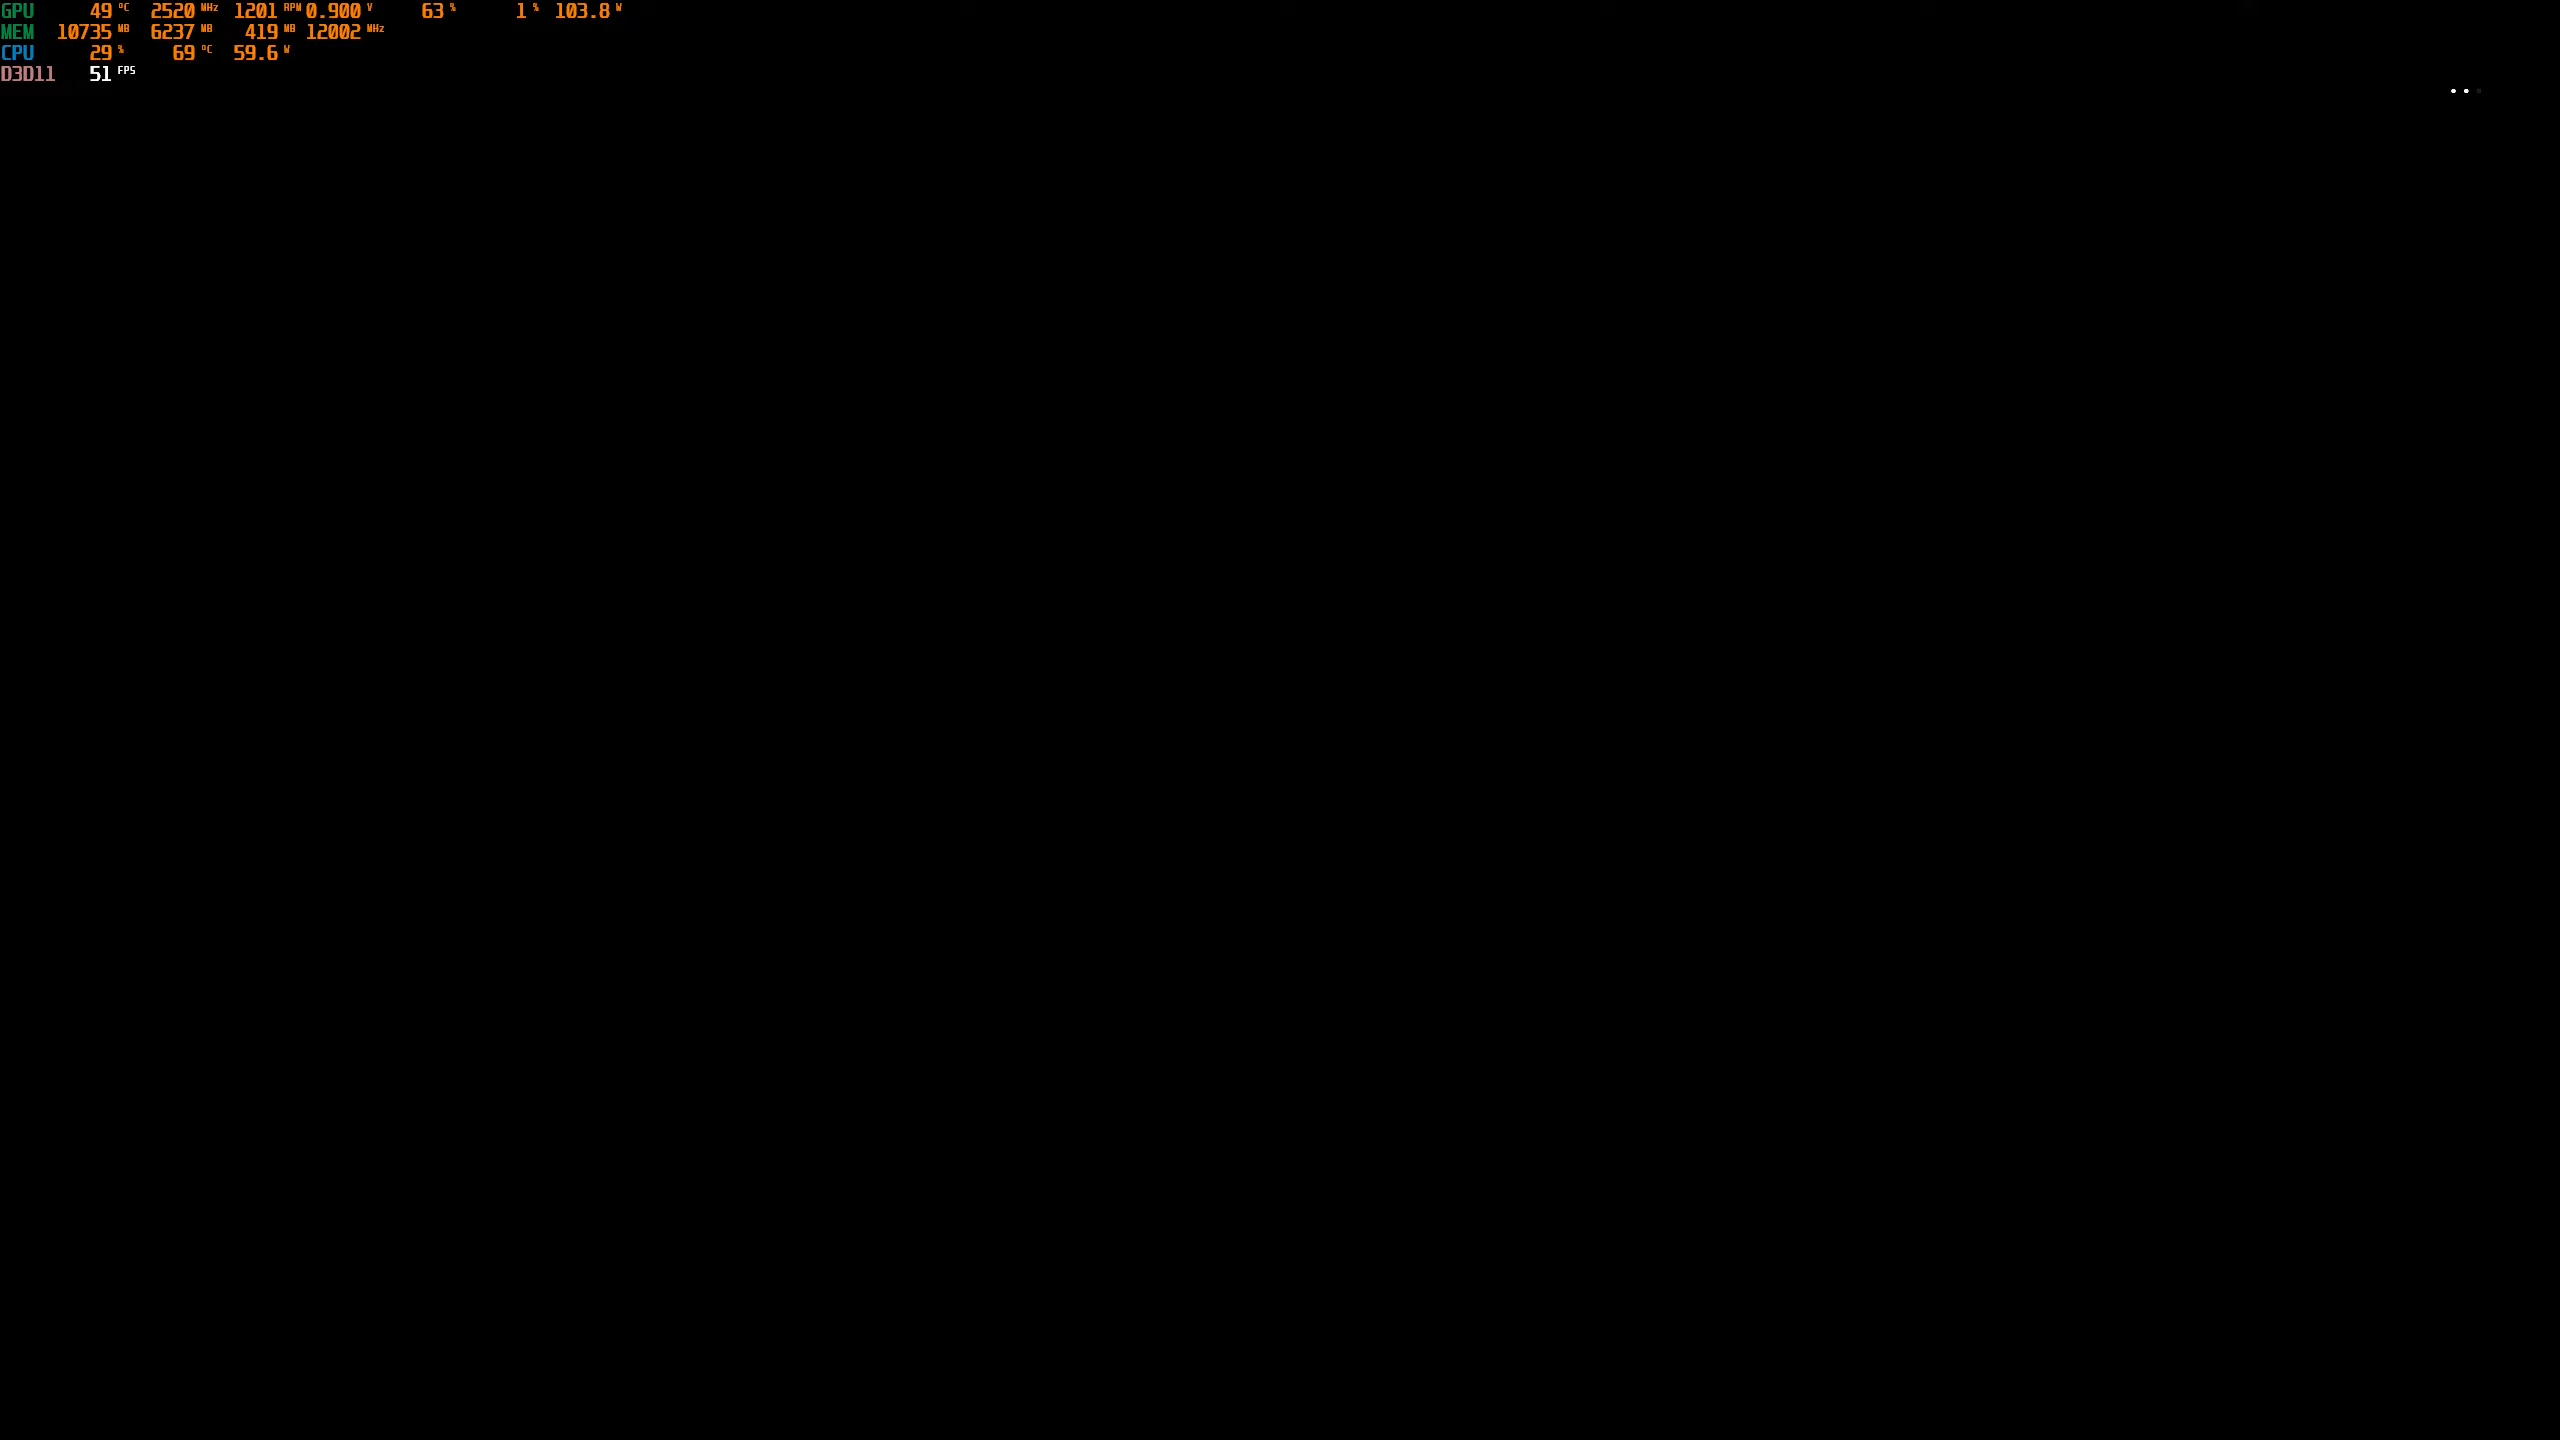 GPU 49 °C 2520 MHz 1201 RPM 0.900 V 63 % 1 % 103.8 W
MEM 10735 MB 6237 MB 419 MB 12002 MHz
CPU 29 % 69 °C 59.6 W
D3D11 51 FPS